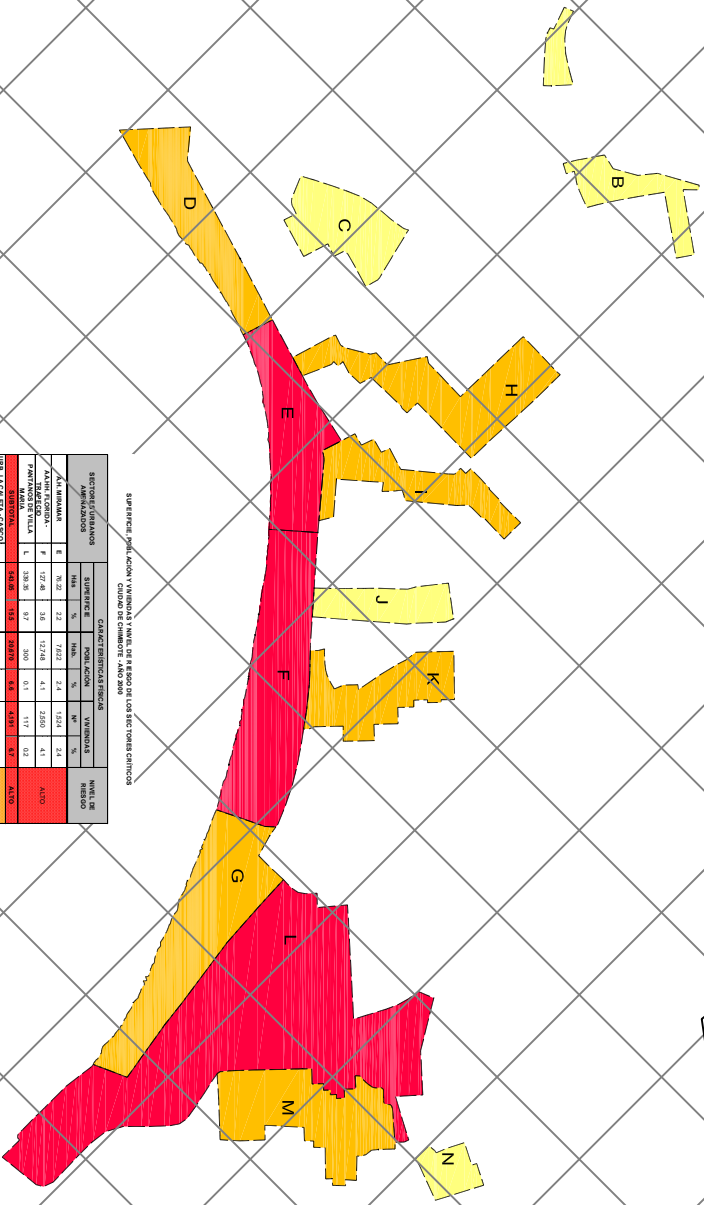 B
C
D
H
E
I
J
F
K
G
L
M
N
SUPERFICIE, POBLACIÓN Y VIVIENDAS Y NIVEL DE RIESGO DE LOS SECTORES CRÍTICOS
CIUDAD DE CHIMBOTE - AÑO 2000
SECTORES URBANOS AMENAZADOS CARACTERÍSTICAS FÍSICAS NIVEL DE RIESGO
SUPERFICIE POBLACIÓN VIVIENDAS
Hás % Hab. % Nº %
A.H. MIRAMAR E 76.22 2.2 7,622 2.4 1,524 2.4
AA.HH. FLORIDA - TRAPECIO F 127.48 3.6 12,748 4.1 2,550 4.1 ALTO
PANTANOS DE VILLA MARIA L 339.35 9.7 300 0.1 117 0.2
SUBTOTAL 543.05 15.5 20,670 6.6 4,191 6.7 ALTO